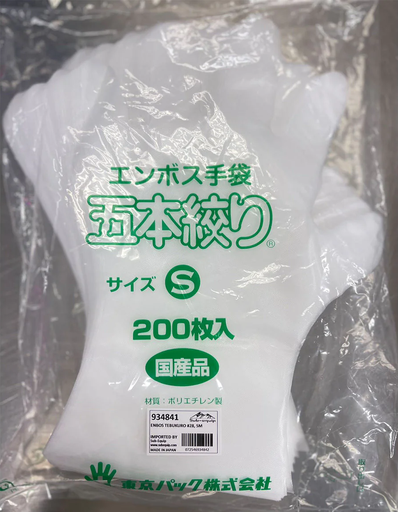 エンボス手袋
五本絞り®
サイズ Ⓢ
200枚入
国産品
材質：ポリエチレン製
934841
ENBOS TEBUKURO #28, SM
IMPORTED BY
MADE IN JAPAN
東京パック株式会社